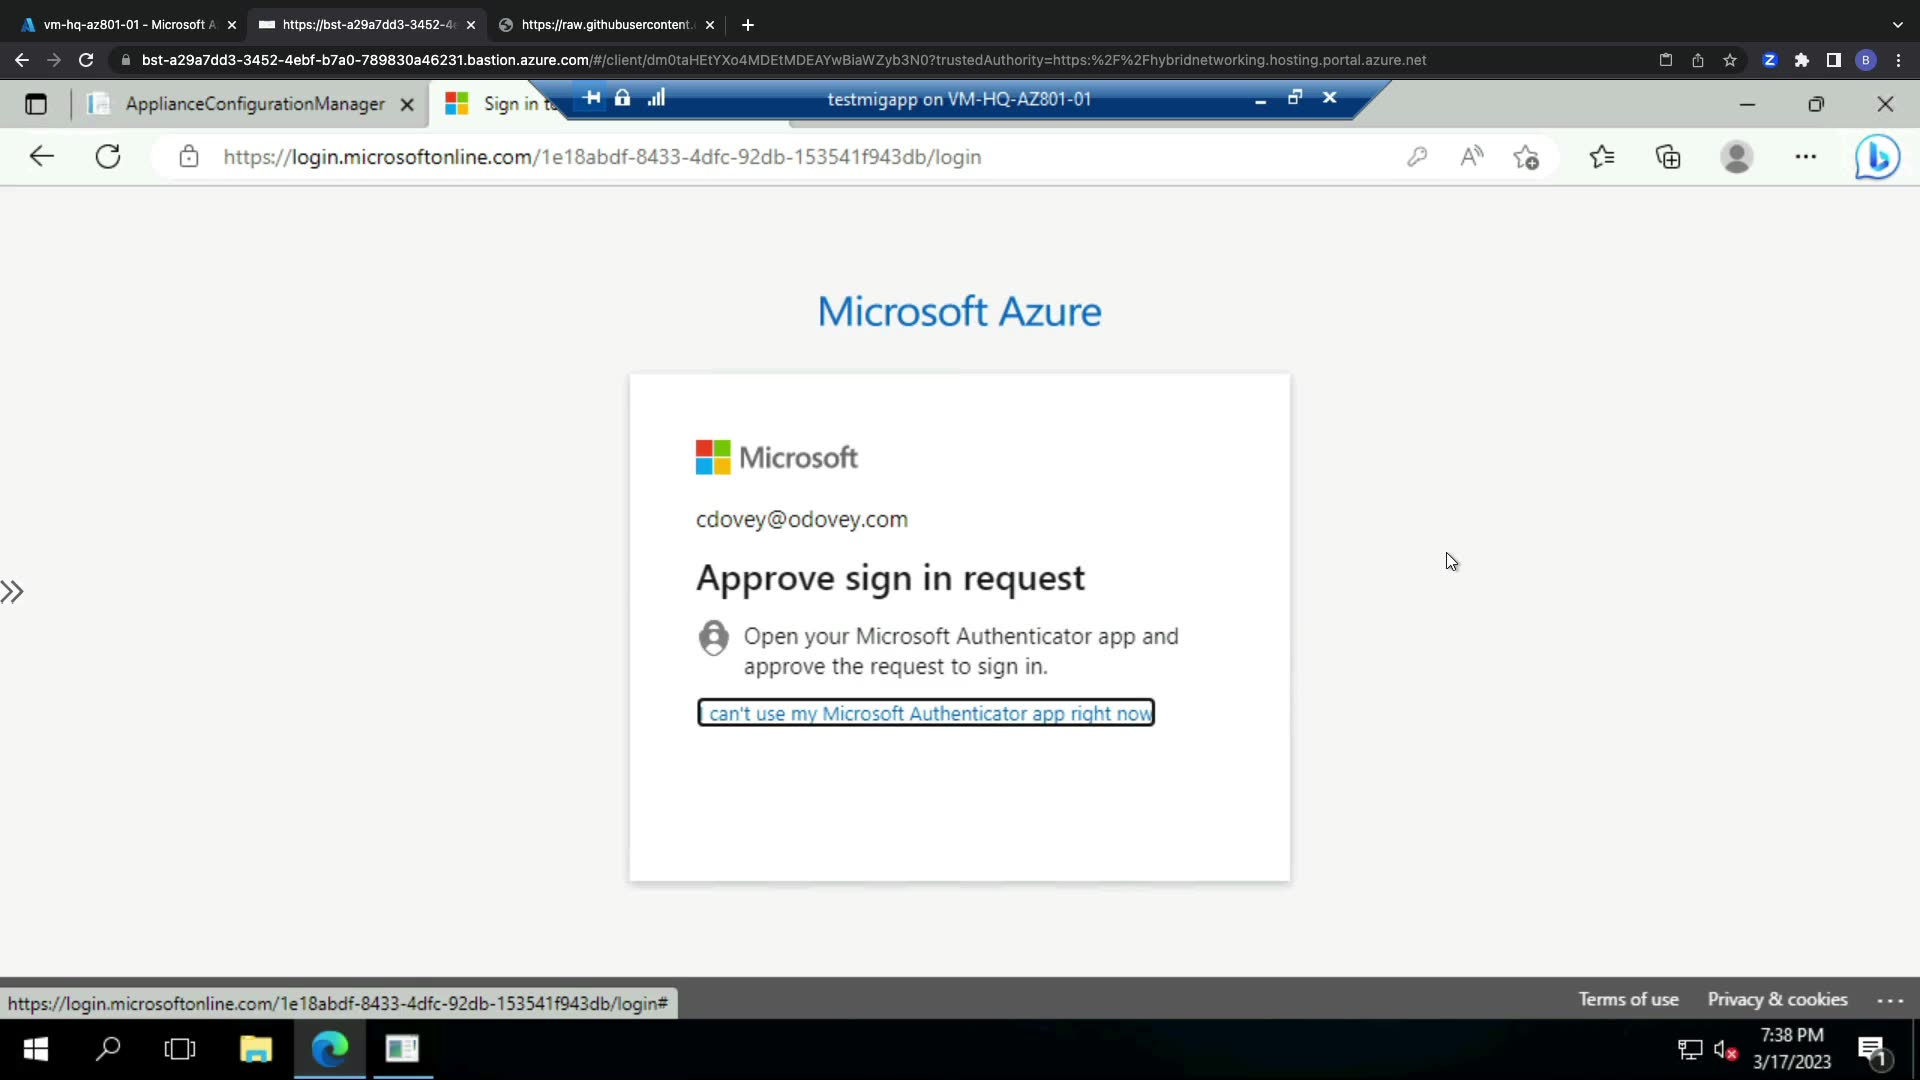 vm-hq-az801-01 - Microsoft A
https://bst-a29a7dd3-3452-4e
https://raw.githubusercontent.
bst-a29a7dd3-3452-4ebf-b7a0-789830a46231.bastion.azure.com/#/client/dm0taHEtYXo4MDEtMDEAYwBiaWZyb3N0?trustedAuthority=https:%2F%2Fhybridnetworking.hosting.portal.azure.net
B
ApplianceConfigurationManager
Sign in to
testmigapp on VM-HQ-AZ801-01
https://login.microsoftonline.com/1e18abdf-8433-4dfc-92db-153541f943db/login
Microsoft Azure
Microsoft
cdovey@odovey.com
Approve sign in request
Open your Microsoft Authenticator app and
approve the request to sign in.
I can't use my Microsoft Authenticator app right now
https://login.microsoftonline.com/1e18abdf-8433-4dfc-92db-153541f943db/login#
Terms of use
Privacy & cookies
7:38 PM
3/17/2023
1